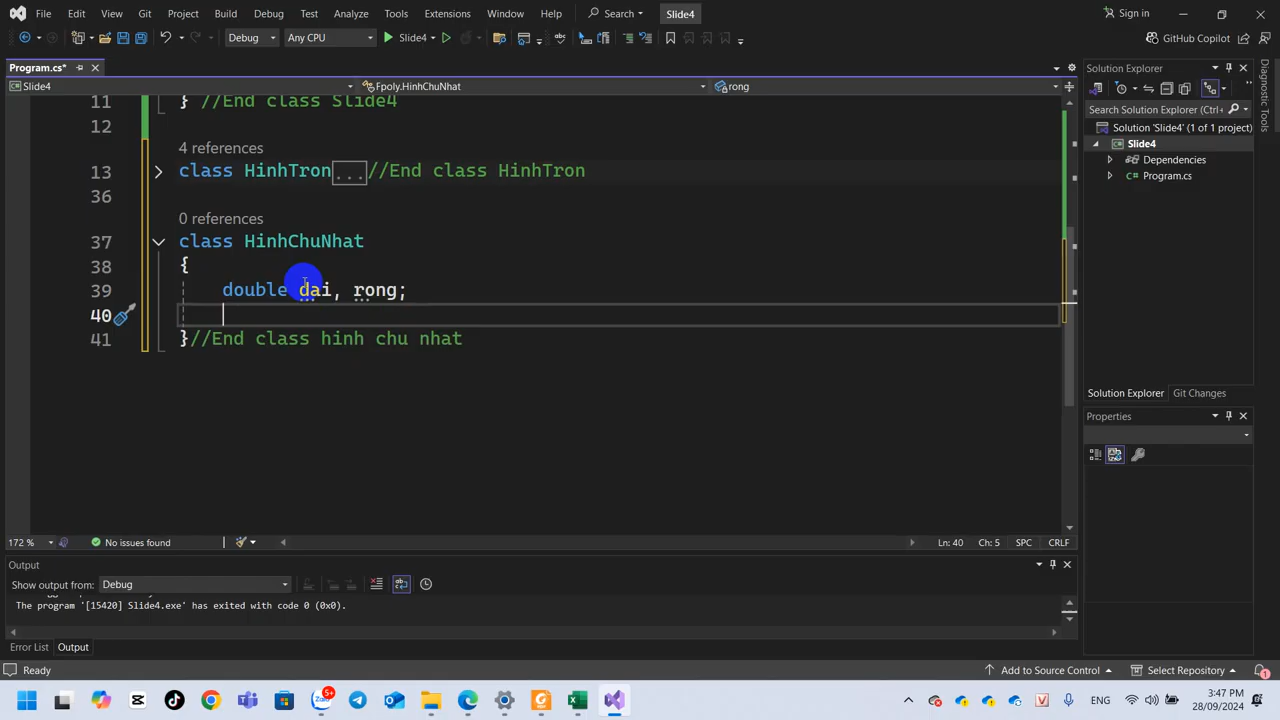 File Edit View Git Project Build Debug Test Analyze Tools Extensions Window Help Search Slide4 Sign in
Debug Any CPU Slide4 GitHub Copilot
Program.cs*
Slide4 Fpoly.HinhChuNhat rong
11 } //End class Slide4
12
4 references
13 class HinhTron...//End class HinhTron
36
0 references
37 class HinhChuNhat
38 {
39 double dai, rong;
40
41 }//End class hinh chu nhat
172 % No issues found Ln: 40 Ch: 5 SPC CRLF
Output
Show output from: Debug
The program '[15420] Slide4.exe' has exited with code 0 (0x0).
Error List Output
Solution Explorer
Search Solution Explorer (Ctrl+
Solution 'Slide4' (1 of 1 project)
Slide4
Dependencies
Program.cs
Solution Explorer Git Changes
Properties
Diagnostic Tools
Ready Add to Source Control Select Repository 1
Zalo 5+ ENG 3:47 PM
28/09/2024